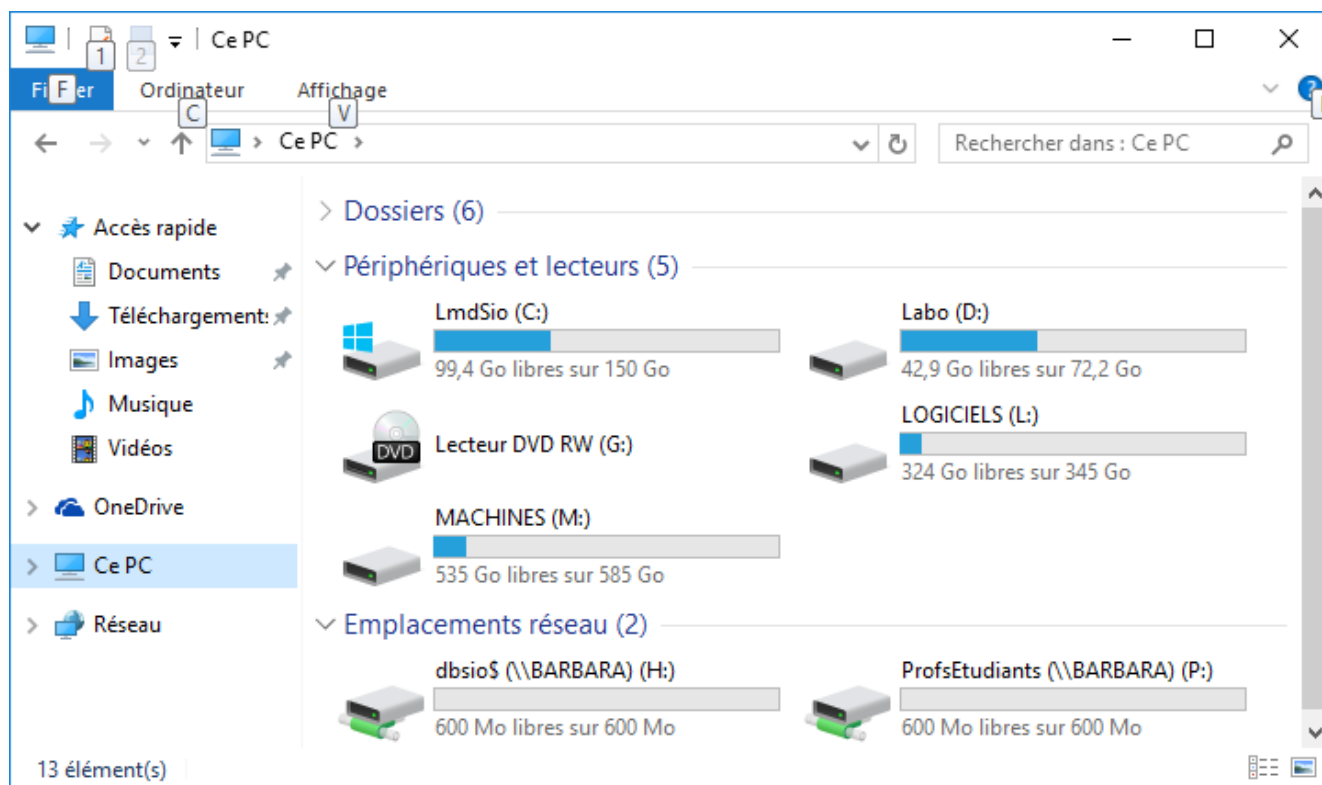 Ce PC
1
2
Fi F er
Ordinateur
Affichage
C
V
Ce PC
Rechercher dans : Ce PC
Accès rapide
Documents
Téléchargement
Images
Musique
Vidéos
OneDrive
Ce PC
Réseau
Dossiers (6)
Périphériques et lecteurs (5)
LmdSio (C:)
99,4 Go libres sur 150 Go
Labo (D:)
42,9 Go libres sur 72,2 Go
DVD
Lecteur DVD RW (G:)
LOGICIELS (L:)
324 Go libres sur 345 Go
MACHINES (M:)
535 Go libres sur 585 Go
Emplacements réseau (2)
dbsio$ (\\BARBARA) (H:)
600 Mo libres sur 600 Mo
ProfsEtudiants (\\BARBARA) (P:)
600 Mo libres sur 600 Mo
13 élément(s)